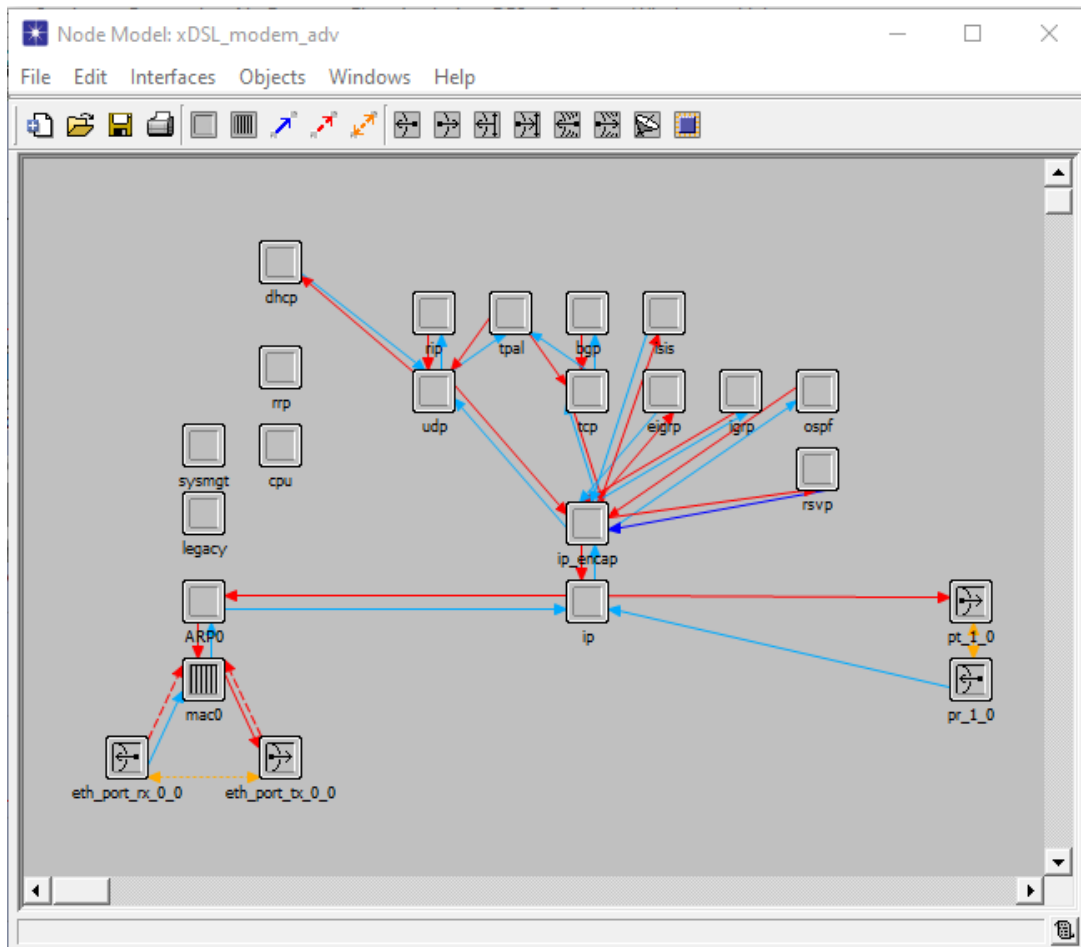 Node Model: xDSL_modem_adv
File Edit Interfaces Objects Windows Help
dhcp
rip tpal bgp isis
rrp
udp tcp eigrp igrp ospf
sysmgt cpu
rsvp
legacy
ip_encap
ARP0 ip pt_1_0
mac0 pr_1_0
eth_port_rx_0_0 eth_port_tx_0_0